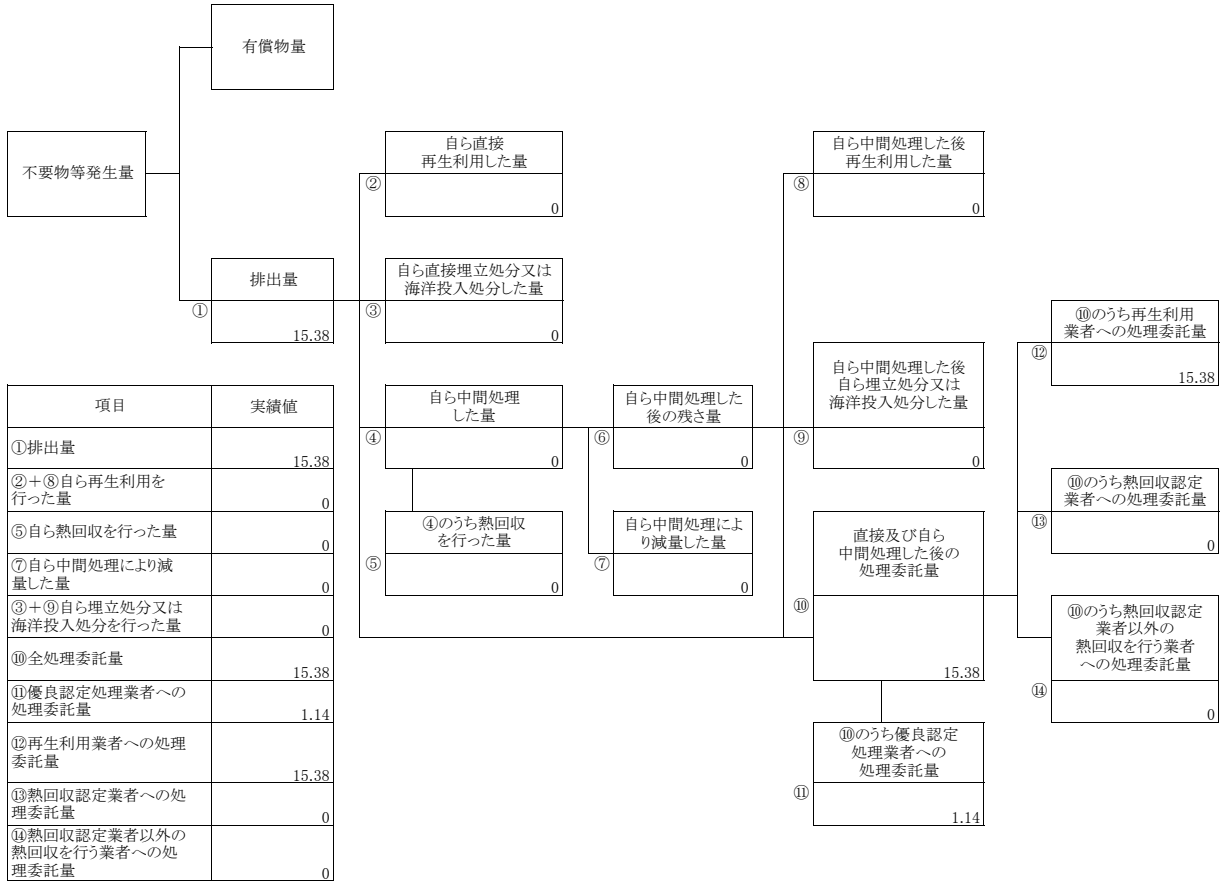 有償物量
不要物等発生量
自ら直接
再生利用した量
②
0
自ら中間処理した後
再生利用した量
⑧
0
排出量
①
15.38
自ら直接埋立処分又は
海洋投入処分した量
③
0
⑩のうち再生利用
業者への処理委託量
⑫
15.38
自ら中間処理
した量
④
0
自ら中間処理した
後の残さ量
⑥
0
自ら中間処理した後
自ら埋立処分又は
海洋投入処分した量
⑨
0
⑩のうち熱回収認定
業者への処理委託量
⑬
0
④のうち熱回収
を行った量
⑤
0
自ら中間処理によ
り減量した量
⑦
0
直接及び自ら
中間処理した後の
処理委託量
⑩
15.38
⑩のうち熱回収認定
業者以外の
熱回収を行う業者
への処理委託量
⑭
0
⑩のうち優良認定
処理業者への
処理委託量
⑪
1.14
項目 実績値
①排出量
15.38
②＋⑧自ら再生利用を
行った量
0
⑤自ら熱回収を行った量
0
⑦自ら中間処理により減
量した量
0
③＋⑨自ら埋立処分又は
海洋投入処分を行った量
0
⑩全処理委託量
15.38
⑪優良認定処理業者への
処理委託量
1.14
⑫再生利用業者への処理
委託量
15.38
⑬熱回収認定業者への処
理委託量
0
⑭熱回収認定業者以外の
熱回収を行う業者への処
理委託量
0